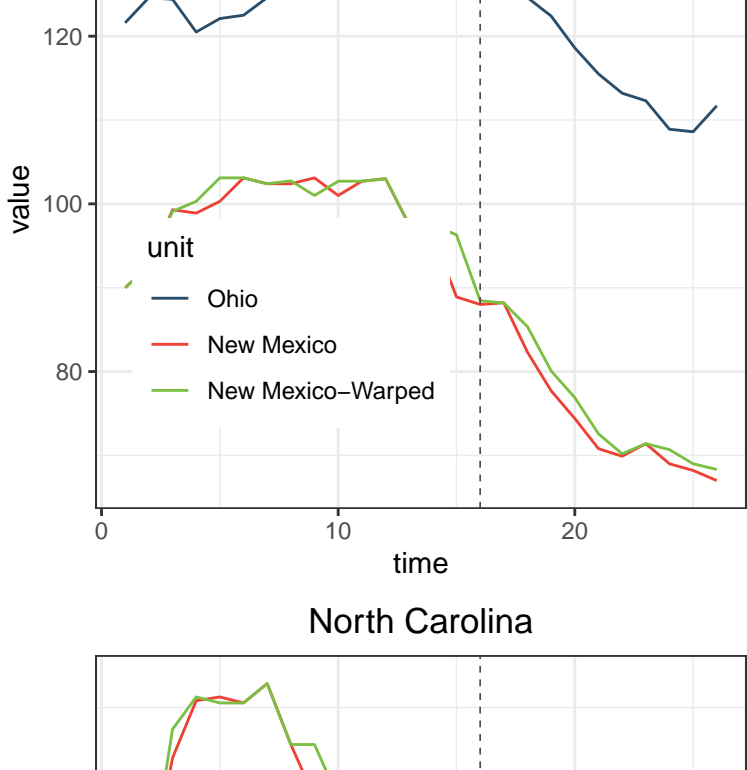 120
100
80
value
unit
Ohio
New Mexico
New Mexico−Warped
0 10 20
time
North Carolina